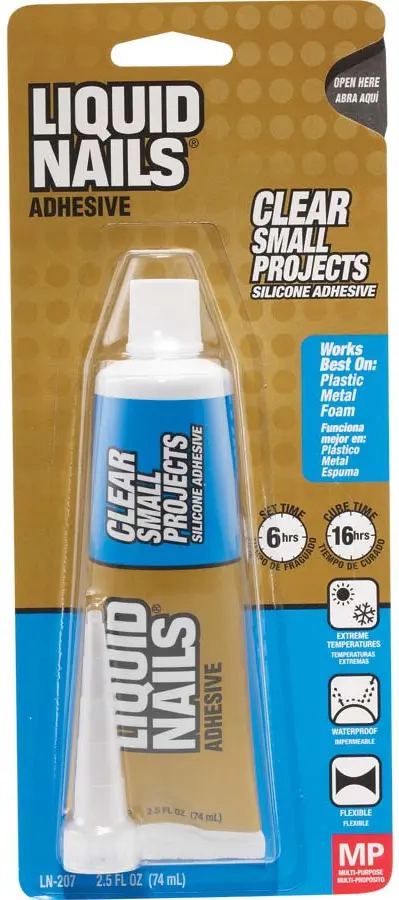 LIQUID
NAILS®
ADHESIVE
OPEN HERE
ABRA AQUÍ
CLEAR
SMALL
PROJECTS
SILICONE ADHESIVE
Works
Best On:
Plastic
Metal
Foam
Funciona
mejor en:
Plástico
Metal
Espuma
CLEAR
SMALL
PROJECTS
SILICONE ADHESIVE
SET TIME
6hrs
TIEMPO DE FRAGUADO
CURE TIME
16hrs
TIEMPO DE CURADO
EXTREME
TEMPERATURES
TEMPERATURAS
EXTREMAS
WATERPROOF
IMPERMEABLE
FLEXIBLE
FLEXIBLE
LIQUID
NAILS®
ADHESIVE
2.5 FL OZ (74 mL)
MP
MULTI-PURPOSE
MULTI-PROPÓSITO
LN-207 2.5 FL OZ (74 mL)